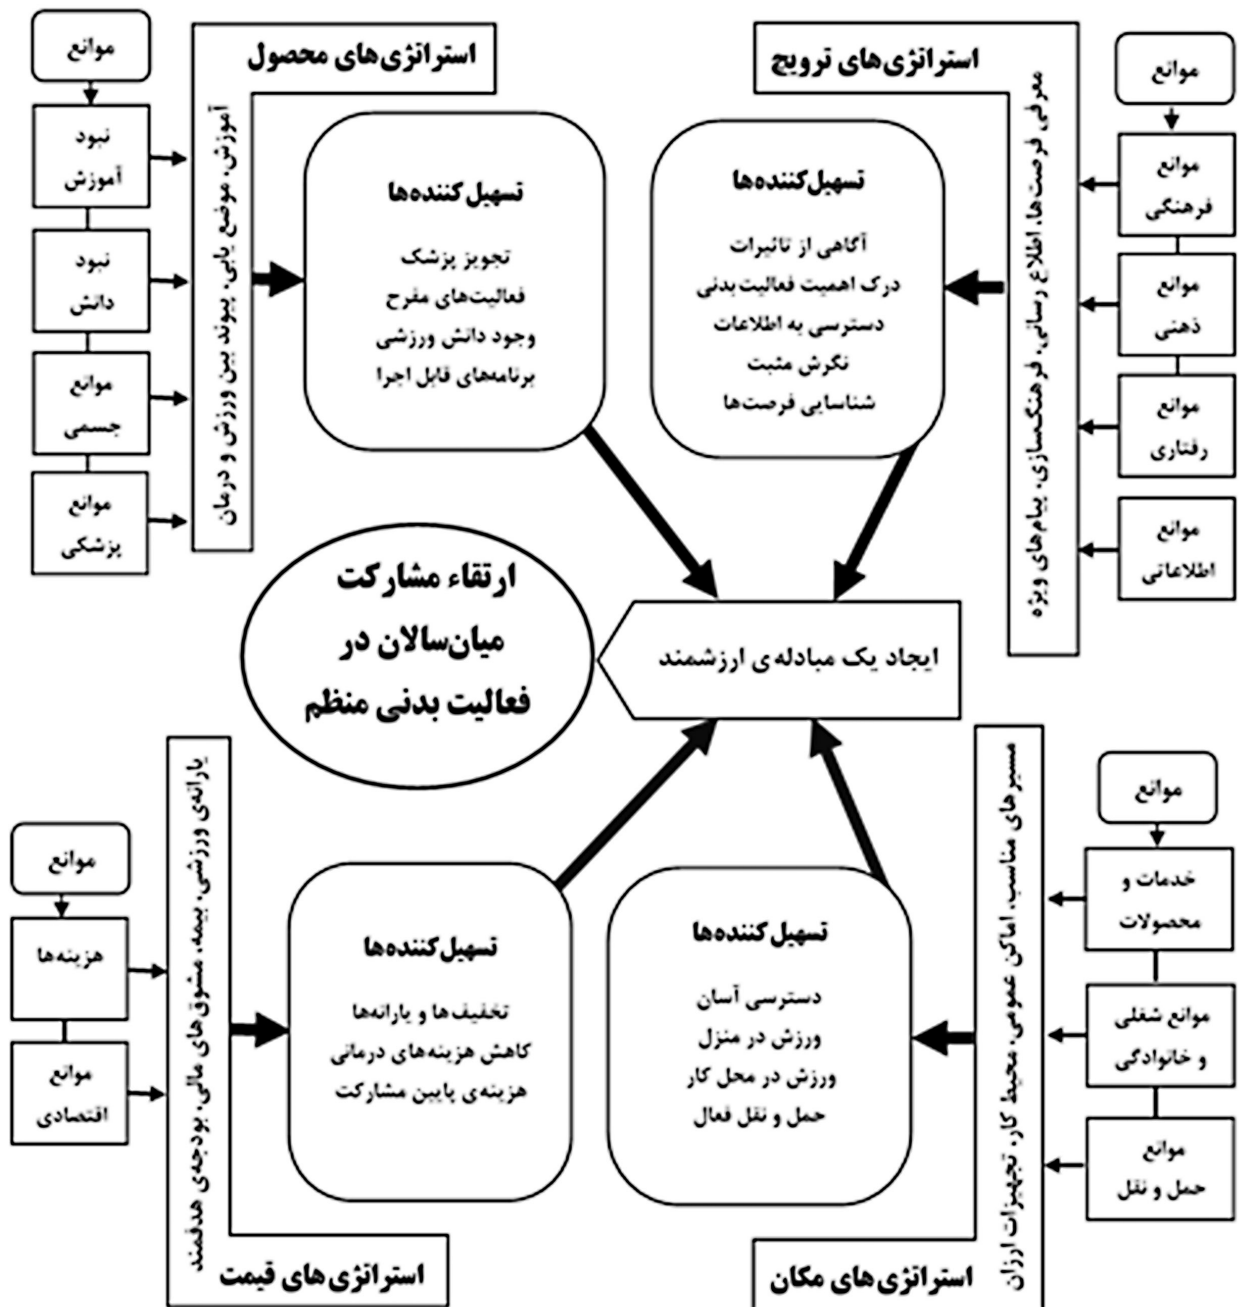 استراتژی‌های ترویج
معرفی فرصت‌ها، اطلاع رسانی، فرهنگ‌سازی، پیام‌های ویژه
موانع
موانع
فرهنگی
موانع
ذهنی
موانع
رفتاری
موانع
اطلاعاتی
تسهیل‌کننده‌ها
آگاهی از تاثیرات
درک اهمیت فعالیت‌بدنی
دسترسی به اطلاعات
نگرش مثبت
شناسایی فرصت‌ها
استراتژی‌های محصول
آموزش، موضع یابی، پیوند بین ورزش و درمان
موانع
نبود
آموزش
نبود
دانش
موانع
جسمی
موانع
پزشکی
تسهیل‌کننده‌ها
تجویز پزشک
فعالیت‌های مفرح
وجود دانش ورزشی
برنامه‌های قابل اجرا
ایجاد یک مبادله‌ی ارزشمند
ارتقاء مشارکت
میان‌سالان در
فعالیت بدنی منظم
موانع
خدمات و
محصولات
موانع شغلی
و خانوادگی
موانع
حمل و نقل
مسیرهای مناسب، اماکن عمومی، محیط کار، تجهیزات ارزان
استراتژی‌های مکان
تسهیل‌کننده‌ها
دسترسی آسان
ورزش در منزل
ورزش در محل کار
حمل و نقل فعال
تسهیل‌کننده‌ها
تخفیف‌ها و یارانه‌ها
کاهش هزینه‌های درمانی
هزینه‌ی پایین مشارکت
یارانه‌ی ورزشی، بیمه، مشوق‌های مالی، بودجه‌ی هدفمند
استراتژی‌های قیمت
موانع
هزینه‌ها
موانع
اقتصادی